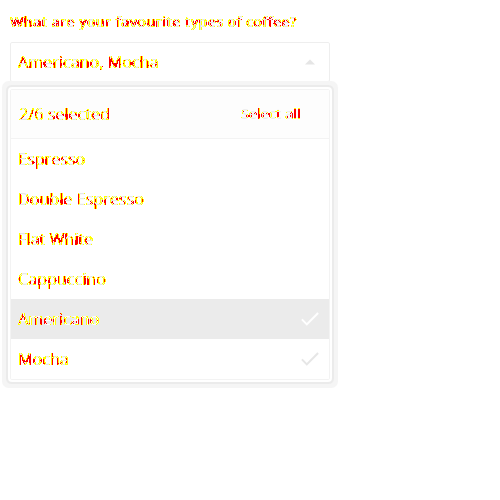 What are your favourite types of coffee?
Americano, Mocha
2/6 selected Select all
Espresso
Double Espresso
Flat White
Cappuccino
Americano
Mocha